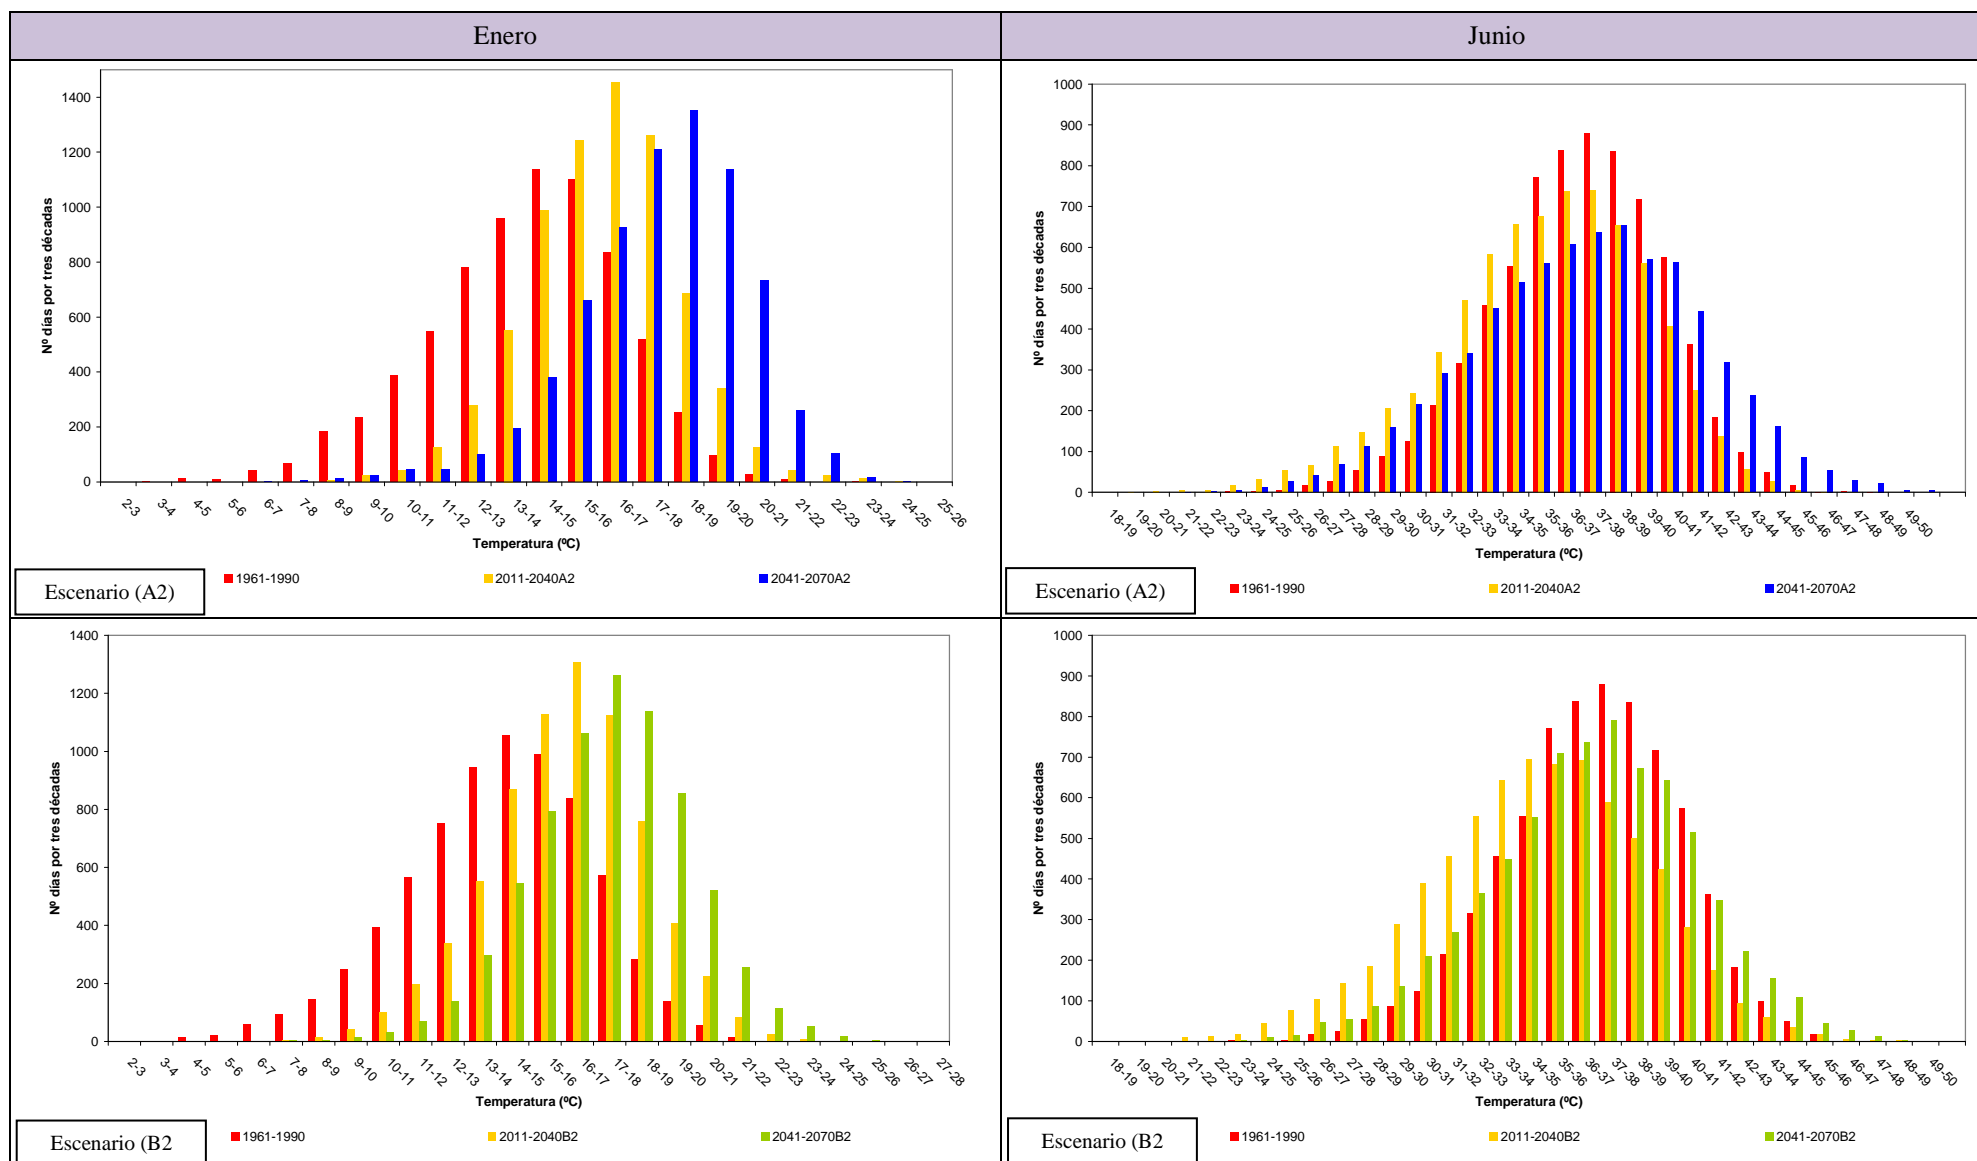 Enero
Junio
Nº días por tres décadas
1400
1200
1000
800
600
400
200
0
2-3 3-4 4-5 5-6 6-7 7-8 8-9 9-10 10-11 11-12 12-13 13-14 14-15 15-16 16-17 17-18 18-19 19-20 20-21 21-22 22-23 23-24 24-25 25-26
Temperatura (ºC)
Escenario (A2)
1961-1990 2011-2040A2 2041-2070A2
Nº días por tres décadas
1000
900
800
700
600
500
400
300
200
100
0
18-19 19-20 20-21 21-22 22-23 23-24 24-25 25-26 26-27 27-28 28-29 29-30 30-31 31-32 32-33 33-34 34-35 35-36 36-37 37-38 38-39 39-40 40-41 41-42 42-43 43-44 44-45 45-46 46-47 47-48 48-49 49-50
Temperatura (ºC)
Escenario (A2)
1961-1990 2011-2040A2 2041-2070A2
Nº días por tres décadas
1400
1200
1000
800
600
400
200
0
2-3 3-4 4-5 5-6 6-7 7-8 8-9 9-10 10-11 11-12 12-13 13-14 14-15 15-16 16-17 17-18 18-19 19-20 20-21 21-22 22-23 23-24 24-25 25-26 26-27 27-28
Temperatura (ºC)
Escenario (B2
1961-1990 2011-2040B2 2041-2070B2
Nº días por tres décadas
1000
900
800
700
600
500
400
300
200
100
0
18-19 19-20 20-21 21-22 22-23 23-24 24-25 25-26 26-27 27-28 28-29 29-30 30-31 31-32 32-33 33-34 34-35 35-36 36-37 37-38 38-39 39-40 40-41 41-42 42-43 43-44 44-45 45-46 46-47 47-48 48-49 49-50
Temperatura (ºC)
Escenario (B2
1961-1990 2011-2040B2 2041-2070B2